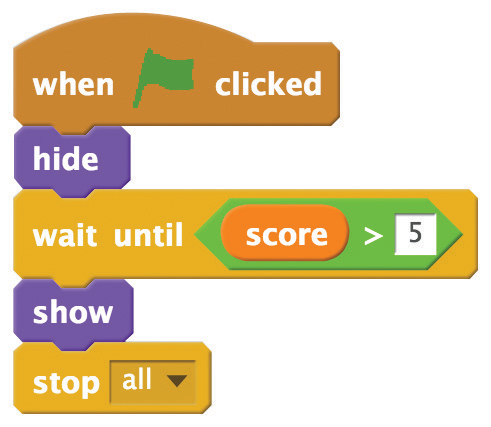 when clicked
hide
wait until score > 5
show
stop all